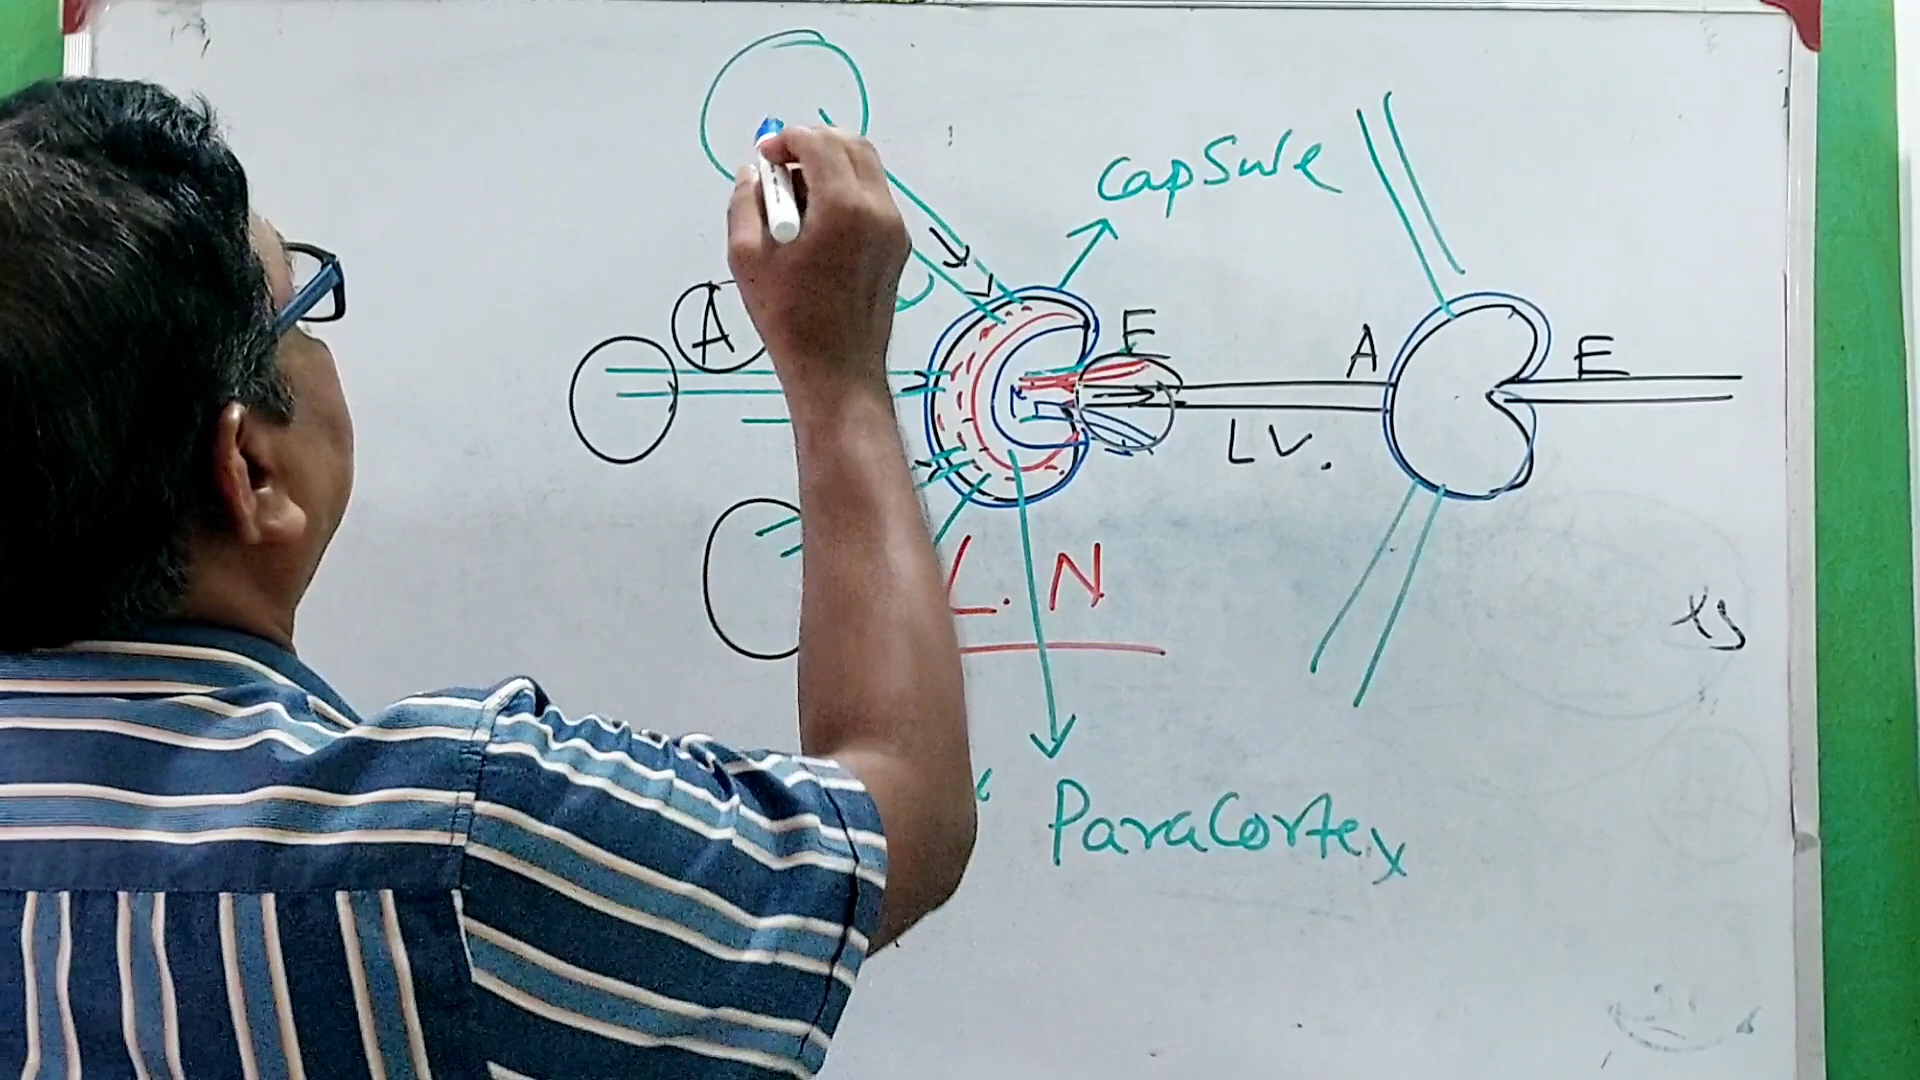 capsule
A
E
A
E
LV.
L. N.
Paracortex